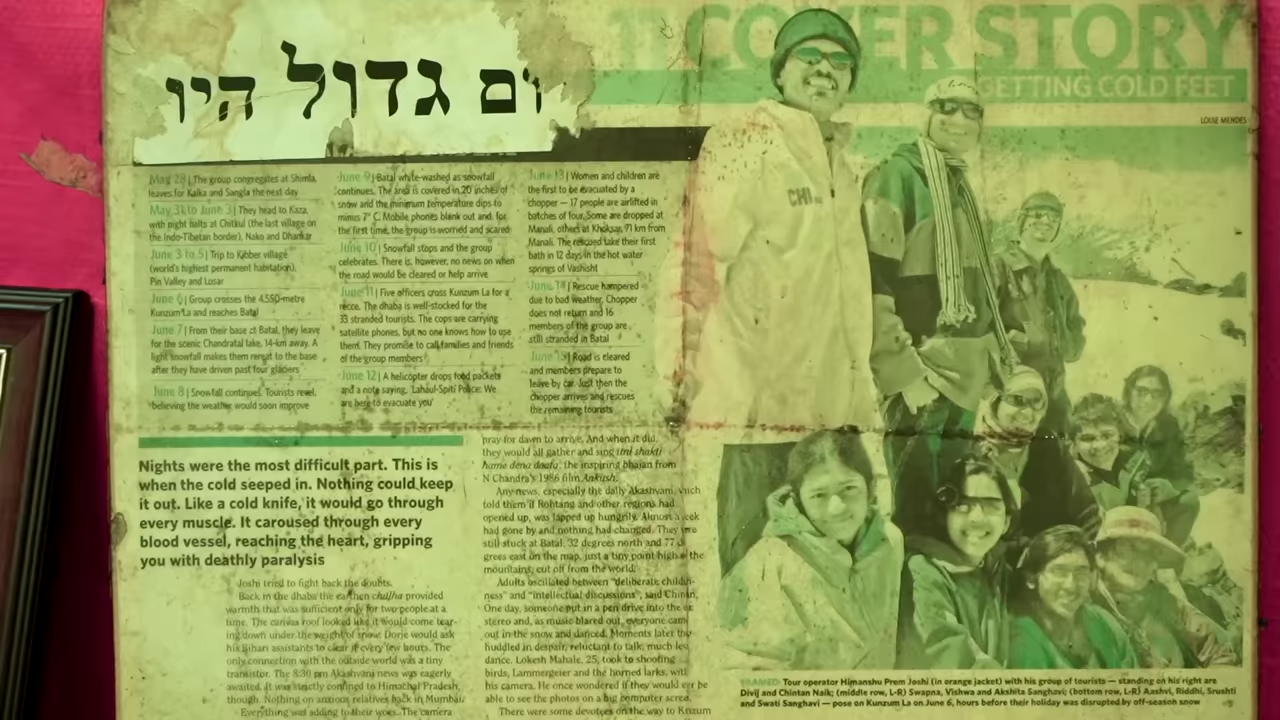 גדול היו
COVER STORY
GETTING COLD FEET
LOUIE MENDES
May 28 | The group congregates at Shimla,
leaves for Kalka and Sangla the next day
May 31 to June 3 | They head to Kaza,
with night halts at Chitkul (the last village on
the Indo-Tibetan border), Nako and Dhankar
June 3 to 5 | Trip to Kibber village
(world's highest permanent habitation),
Pin Valley and Losar
June 6 | Group crosses the 4,550-metre
Kunzum La and reaches Batal
June 7 | From their base at Batal, they leave
for the scenic Chandratal lake, 14-km away. A
light snowfall makes them retreat to the base
after they have driven past four glaciers
June 8 | Snowfall continues. Tourists revel,
believing the weather would soon improve
June 9 | Batal white-washed as snowfall
continues. The area is covered in 20 inches of
snow and the minimum temperature dips to
minus 7° C. Mobile phones blank out and, for
the first time, the group is worried and scared
June 10 | Snowfall stops and the group
celebrates. There is, however, no news on when
the road would be cleared or help arrive
June 11 | Five officers cross Kunzum La for a
recce. The dhaba is well-stocked for the
33 stranded tourists. The cops are carrying
satellite phones, but no one knows how to use
them. They promise to call families and friends
of the group members
June 12 | A helicopter drops food packets
and a note saying, 'Lahaul-Spiti Police: We
are here to evacuate you'
June 13 | Women and children are
the first to be evacuated by a
chopper — 17 people are airlifted in
batches of four. Some are dropped at
Manali, others at Khoksar, 71 km from
Manali. The rescued take their first
bath in 12 days in the hot water
springs of Vashisht
June 14 | Rescue hampered
due to bad weather. Chopper
does not return and 16
members of the group are
still stranded in Batal
June 15 | Road is cleared
and members prepare to
leave by car. Just then the
chopper arrives and rescues
the remaining tourists
Nights were the most difficult part. This is
when the cold seeped in. Nothing could keep
it out. Like a cold knife, it would go through
every muscle. It caroused through every
blood vessel, reaching the heart, gripping
you with deathly paralysis
Joshi tried to fight back the doubts.
Back in the dhaba the earthen chulha provided
warmth that was sufficient only for two people at a
time. The canvas roof looked like it would come tear-
ing down under the weight of snow. Dorje would ask
his Bihari assistants to clear it every few hours. The
only connection with the outside world was a tiny
transistor. The 8:30 pm Akashvani news was eagerly
awaited. It was strictly confined to Himachal Pradesh,
though. Nothing on anxious relatives back in Mumbai.
Everything was adding to their woes. The camera
pray for dawn to arrive. And when it did,
they would all gather and sing itni shakti
hame dena daata, the inspiring bhajan from
N Chandra's 1986 film Ankush.
Any news, especially the daily Akashvani, which
told them if Rohtang and other regions had
opened up, was lapped up hungrily. Almost a week
had gone by and nothing had changed. They were
still stuck at Batal, 32 degrees north and 77 de-
grees east on the map, just a tiny point high in the
mountains, cut off from the world.
Adults oscillated between "deliberate childish-
ness" and "intellectual discussions", said Chintan.
One day, someone put in a pen drive into the car
stereo and, as music blared out, everyone came
out in the snow and danced. Moments later they
huddled in despair, reluctant to talk, much less
dance. Lokesh Mahale, 25, took to shooting
birds, Lammergeier and the horned larks, with
his camera. He once wondered if they would ever be
able to see the photos on a big computer screen.
There were some devotees on the way to Kunzum
FRAMED: Tour operator Himanshu Prem Joshi (in orange jacket) with his group of tourists — standing on his right are
Divij and Chintan Naik; (middle row, L-R) Swapna, Vishwa and Akshita Sanghavi; (bottom row, L-R) Aashvi, Riddhi, Srushti
and Swati Sanghavi — pose on Kunzum La on June 6, hours before their holiday was disrupted by off-season snow